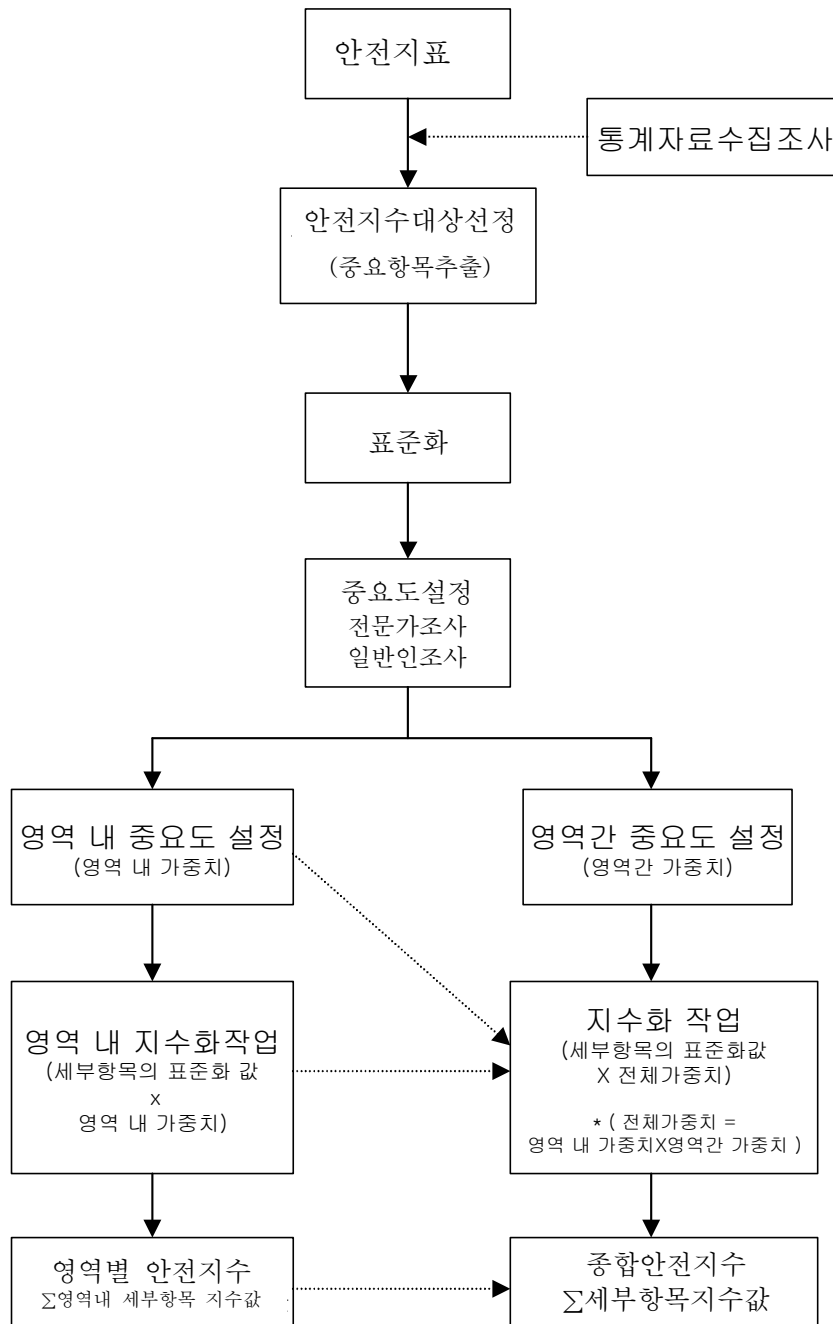 안전지표
통계자료수집조사
안전지수대상선정
(중요항목추출)
표준화
중요도설정
전문가조사
일반인조사
영역 내 중요도 설정
(영역 내 가중치)
영역간 중요도 설정
(영역간 가중치)
영역 내 지수화작업
(세부항목의 표준화 값
x
영역 내 가중치)
지수화 작업
(세부항목의 표준화값
X 전체가중치)
* ( 전체가중치 =
영역 내 가중치X영역간 가중치 )
영역별 안전지수
∑영역내 세부항목 지수값
종합안전지수
∑세부항목지수값